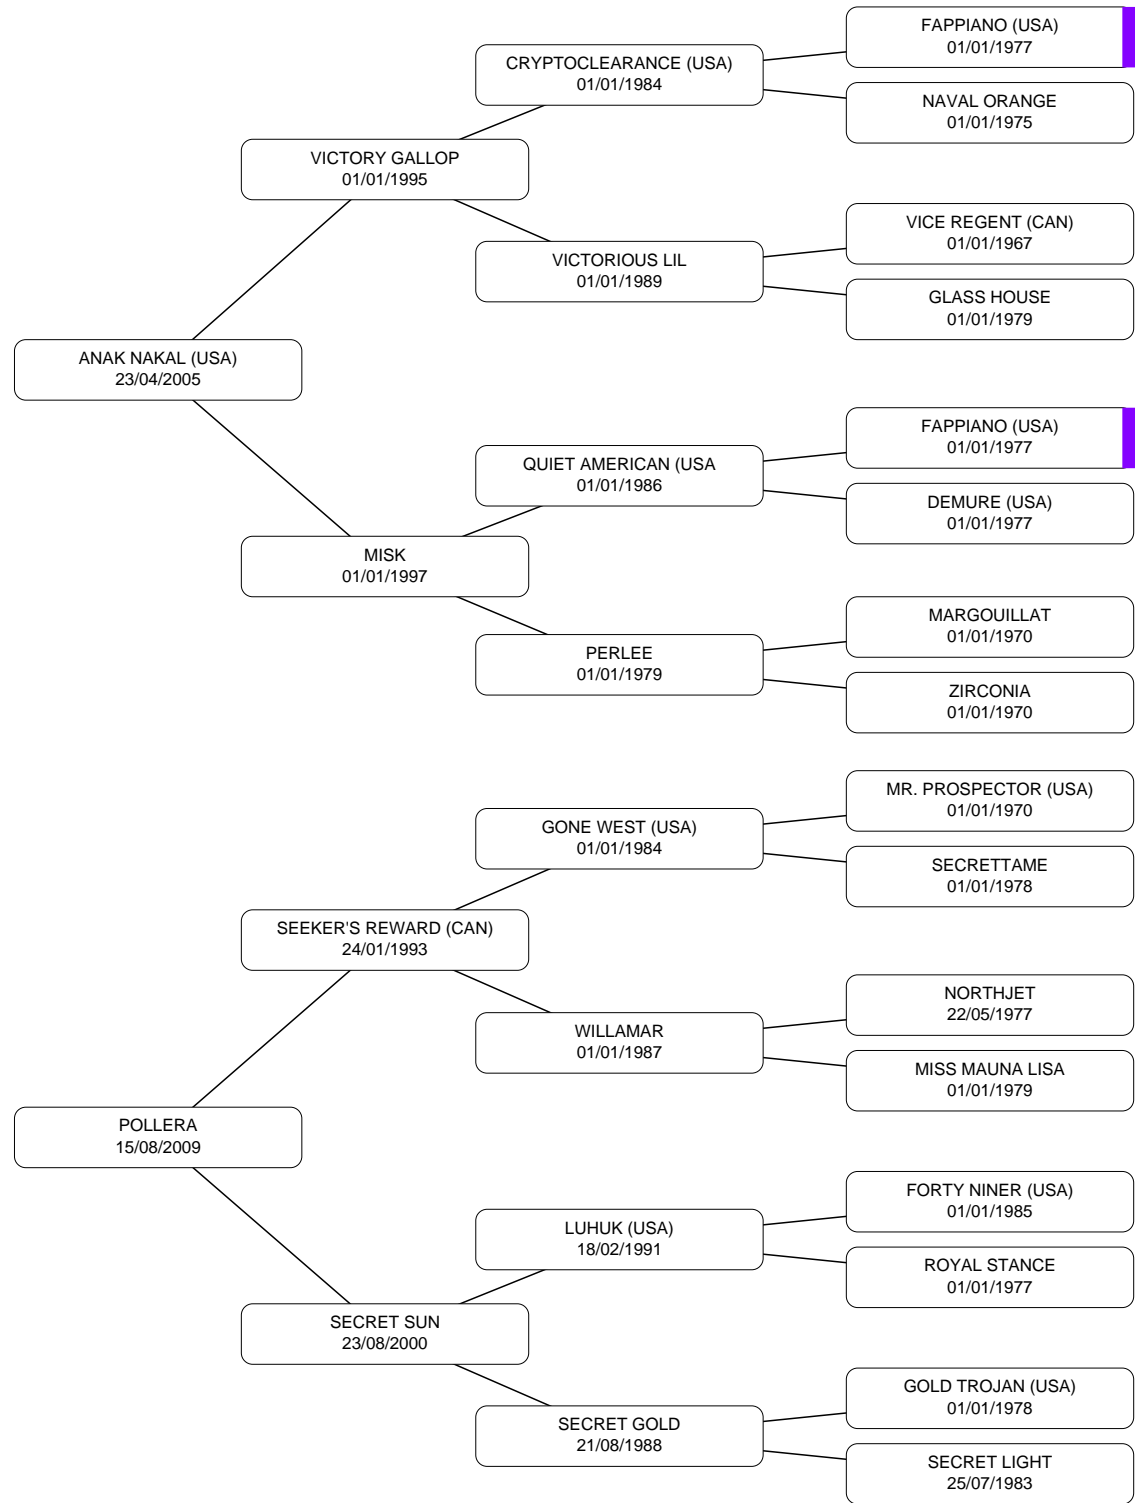 FAPPIANO (USA)
01/01/1977
CRYPTOCLEARANCE (USA)
01/01/1984
NAVAL ORANGE
01/01/1975
VICTORY GALLOP
01/01/1995
VICE REGENT (CAN)
01/01/1967
VICTORIOUS LIL
01/01/1989
GLASS HOUSE
01/01/1979
ANAK NAKAL (USA)
23/04/2005
FAPPIANO (USA)
01/01/1977
QUIET AMERICAN (USA
01/01/1986
DEMURE (USA)
01/01/1977
MISK
01/01/1997
MARGOUILLAT
01/01/1970
PERLEE
01/01/1979
ZIRCONIA
01/01/1970
MR. PROSPECTOR (USA)
01/01/1970
GONE WEST (USA)
01/01/1984
SECRETTAME
01/01/1978
SEEKER'S REWARD (CAN)
24/01/1993
NORTHJET
22/05/1977
WILLAMAR
01/01/1987
MISS MAUNA LISA
01/01/1979
POLLERA
15/08/2009
FORTY NINER (USA)
01/01/1985
LUHUK (USA)
18/02/1991
ROYAL STANCE
01/01/1977
SECRET SUN
23/08/2000
GOLD TROJAN (USA)
01/01/1978
SECRET GOLD
21/08/1988
SECRET LIGHT
25/07/1983